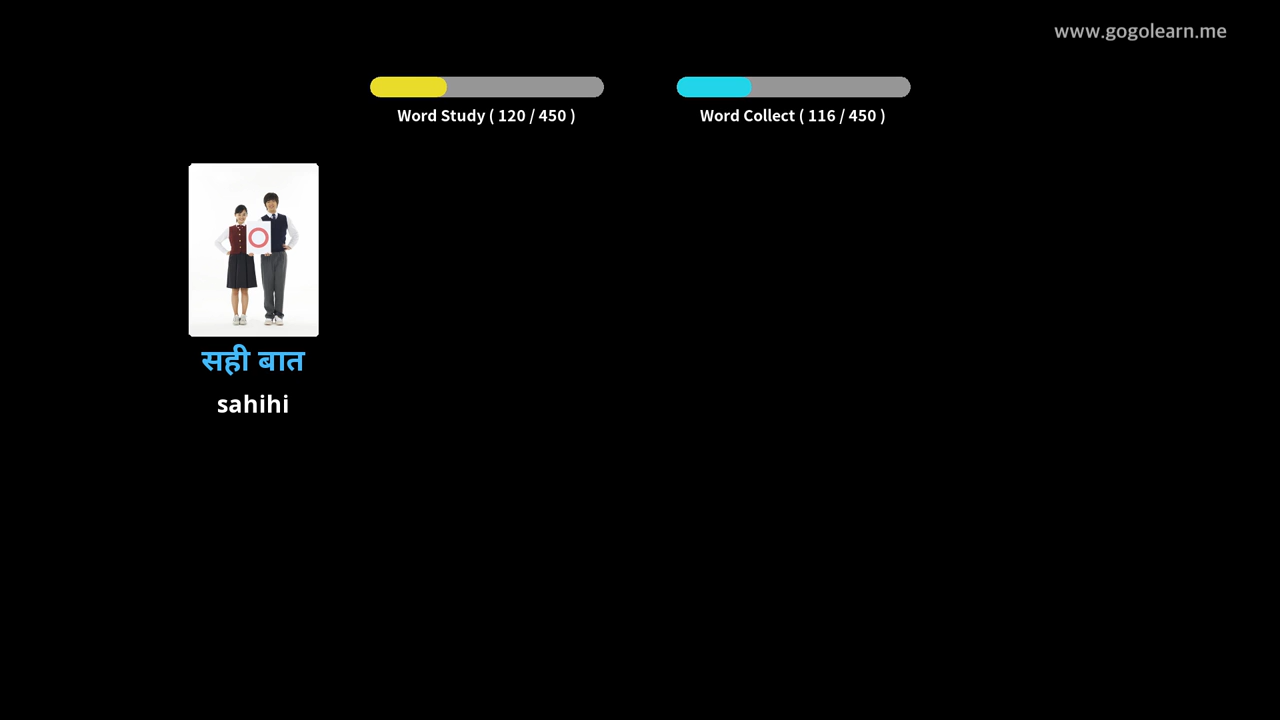 www.gogolearn.me
Word Study ( 120 / 450 )
Word Collect ( 116 / 450 )
सही बात
sahihi